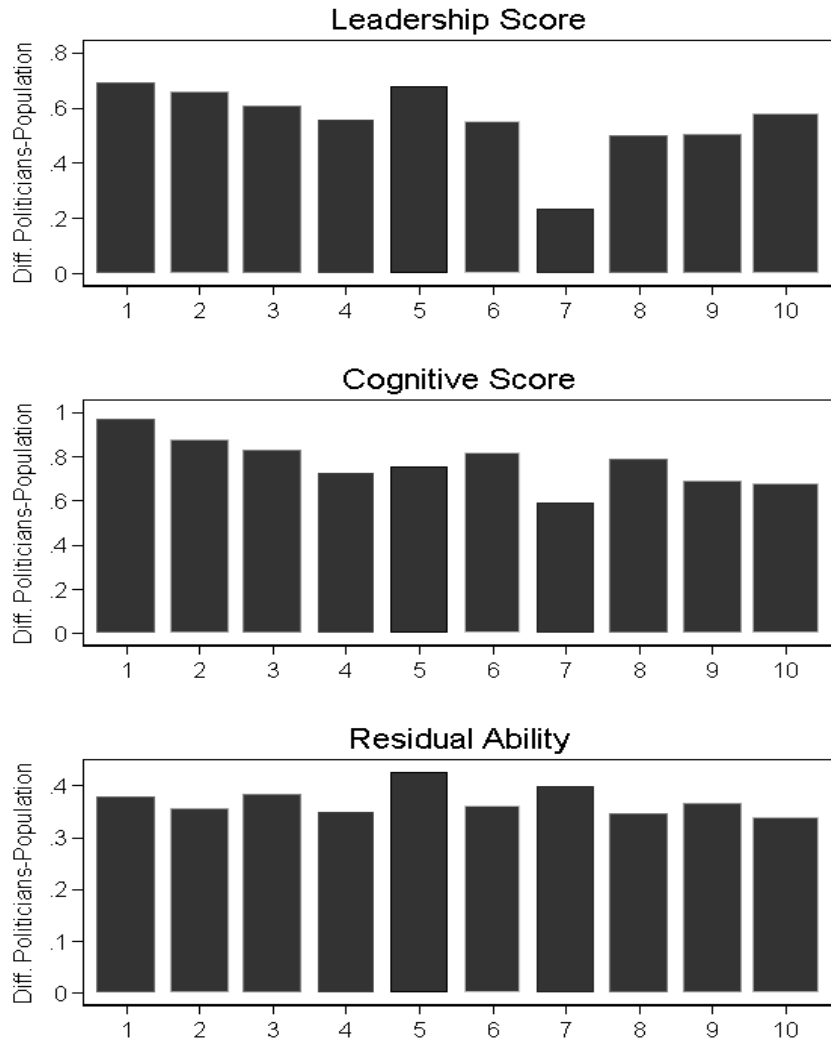 Leadership Score
Diff. Politicians-Population
.8
.6
.4
.2
0
1 2 3 4 5 6 7 8 9 10
Cognitive Score
Diff. Politicians-Population
1
.8
.6
.4
.2
0
1 2 3 4 5 6 7 8 9 10
Residual Ability
Diff. Politicians-Population
.4
.3
.2
.1
0
1 2 3 4 5 6 7 8 9 10